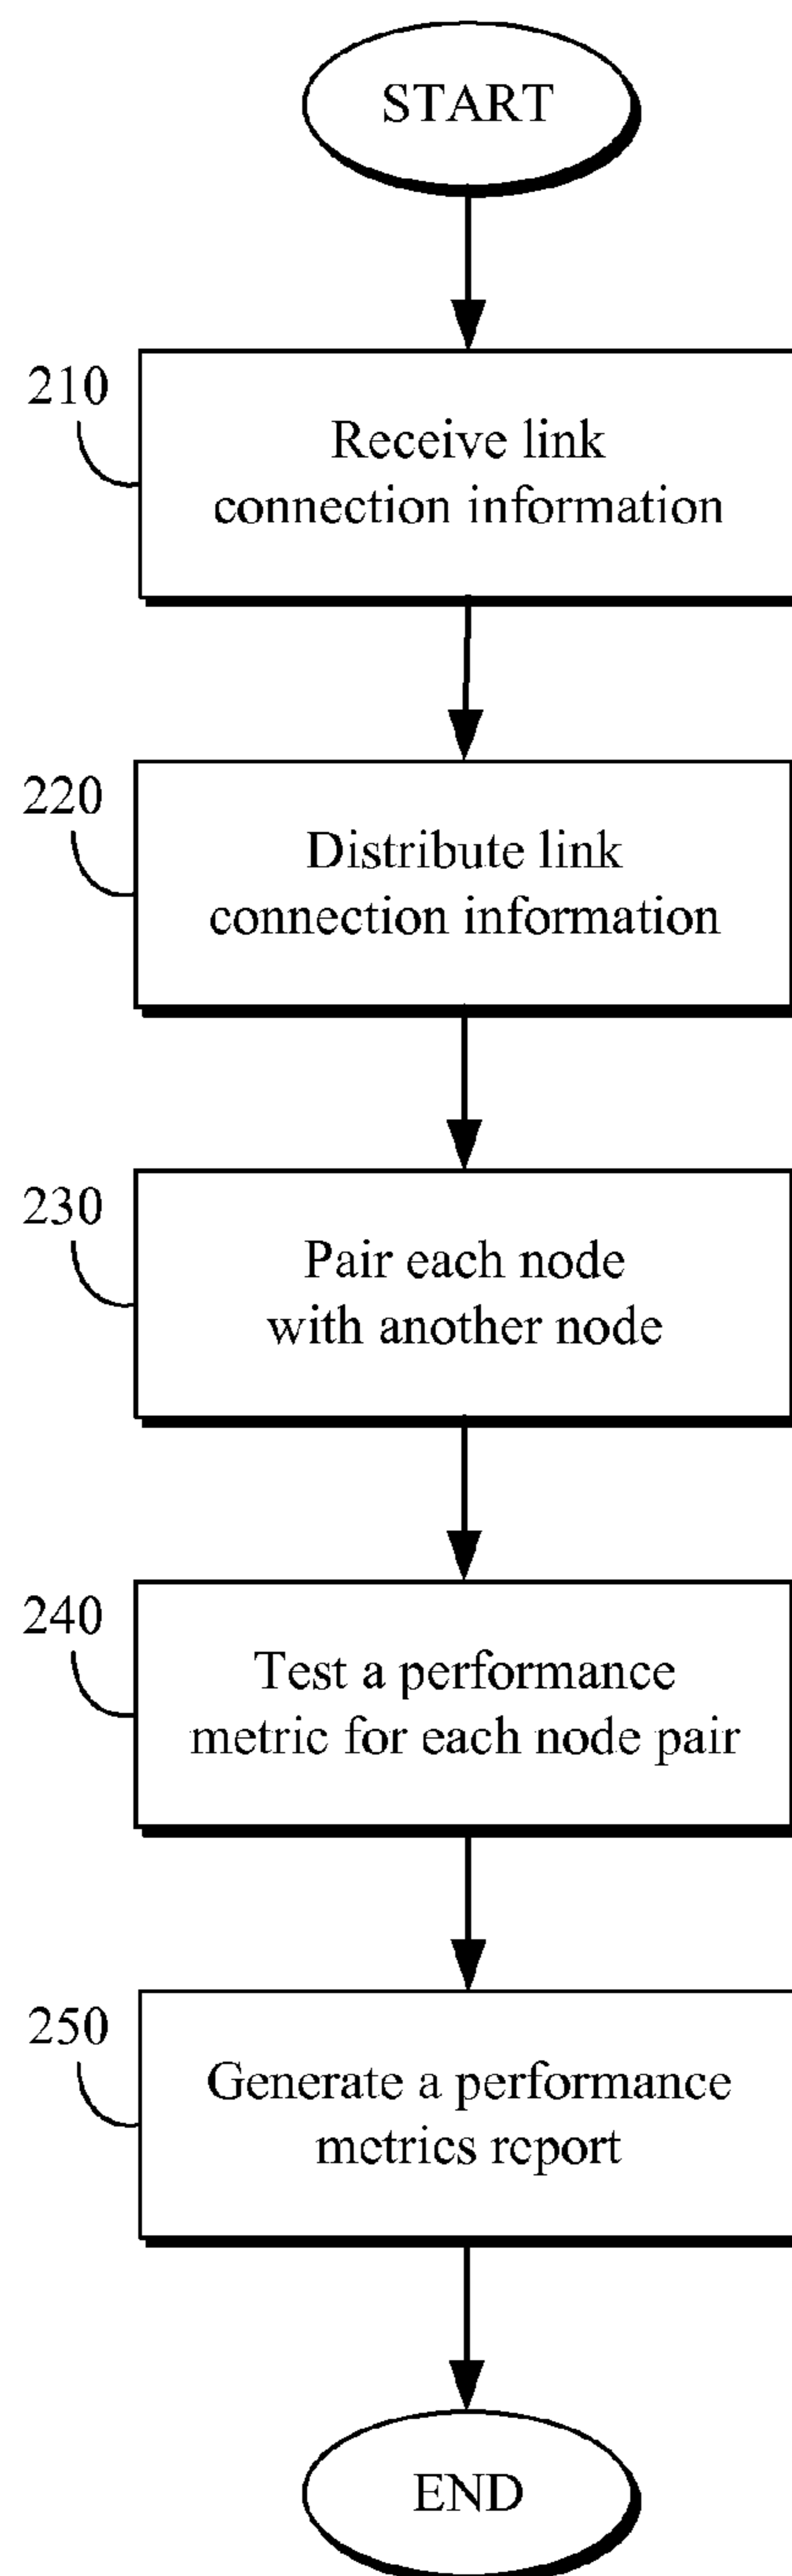 START
210
Receive link
connection information
220
Distribute link
connection information
230
Pair each node
with another node
240
Test a performance
metric for each node pair
250
Generate a performance
metrics report
END